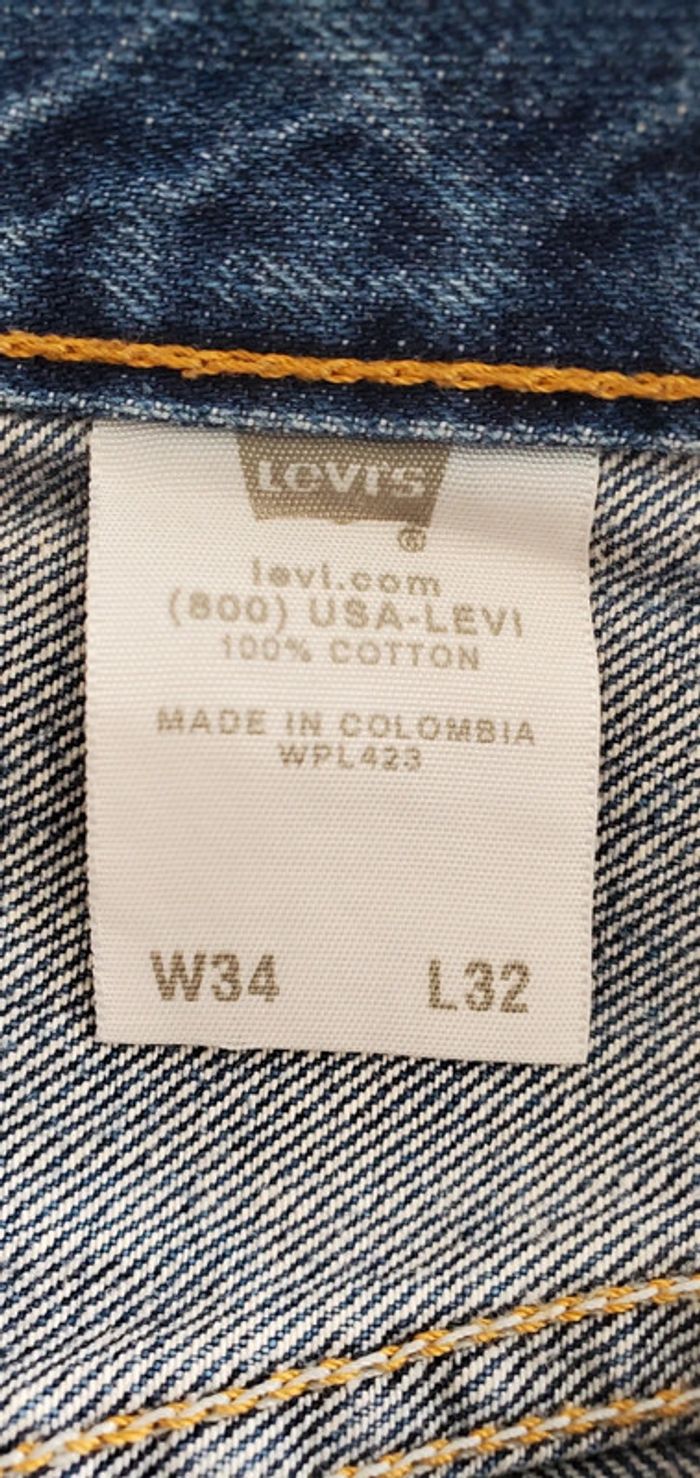 Levi's
®
levi.com
(800) USA-LEVI
100% COTTON
MADE IN COLOMBIA
WPL423
W34 L32